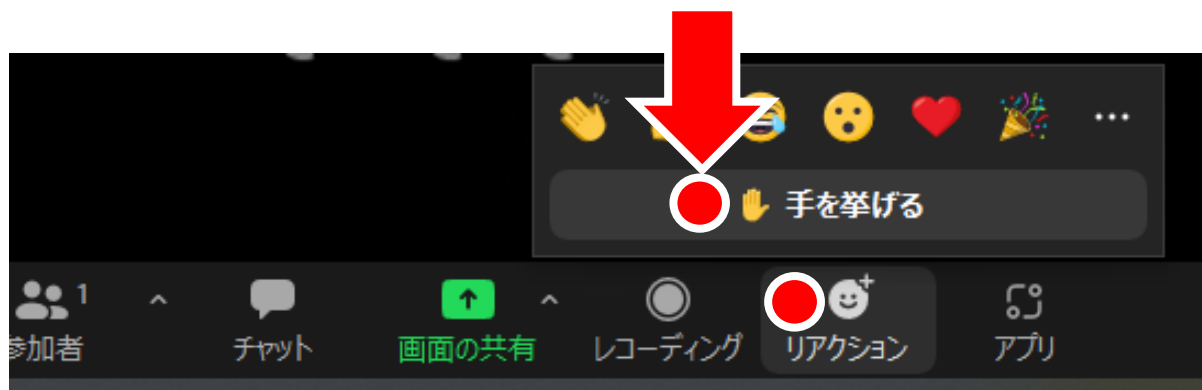 手を挙げる
1
参加者
チャット
画面の共有
レコーディング
リアクション
アプリ